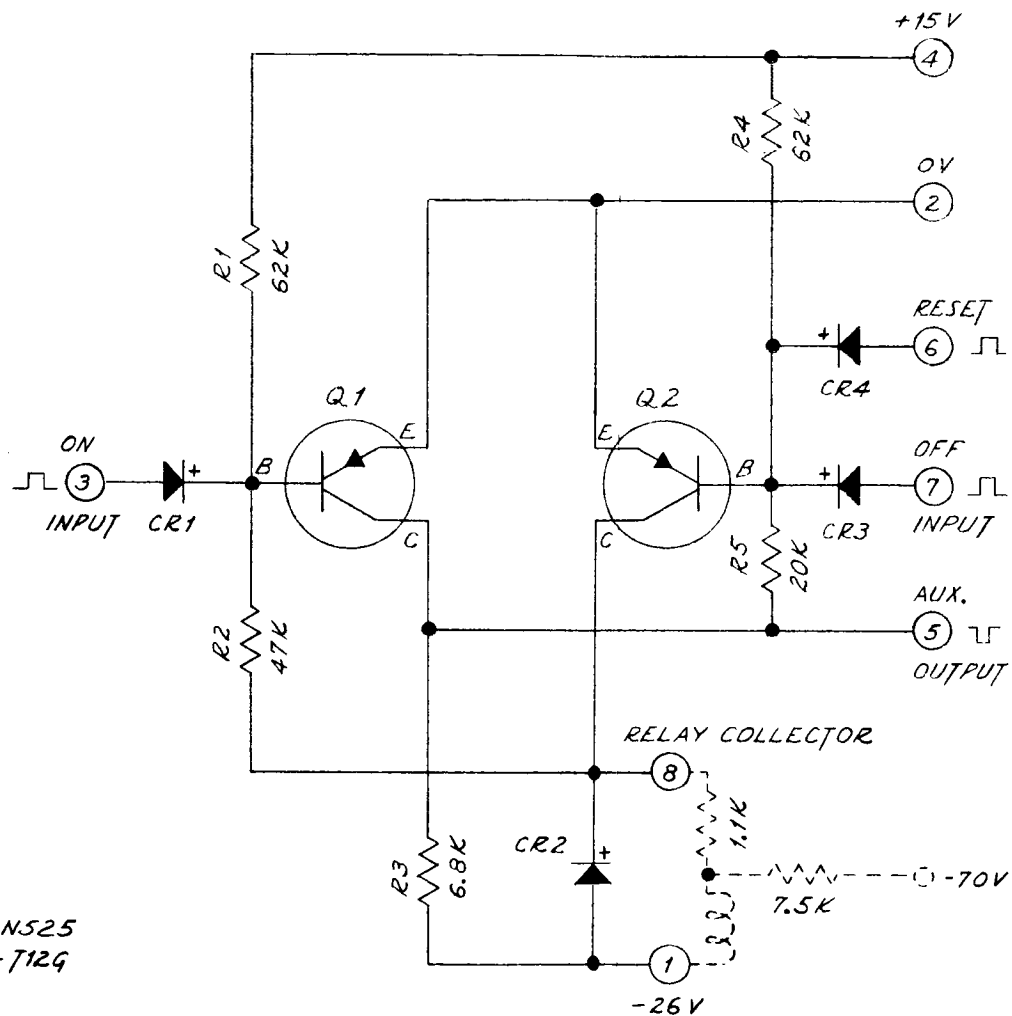 +15V
4
R4
62K
0V
2
R1
62K
RESET
6
CR4
Q1
Q2
E
E
ON
3
INPUT
CR1
+
B
B
+
+
OFF
7
INPUT
CR3
C
C
R5
20K
AUX.
5
OUTPUT
R2
47K
RELAY COLLECTOR
8
1.1K
CR2
+
R3
6.8K
7.5K
-70V
N525
T12G
1
-26V